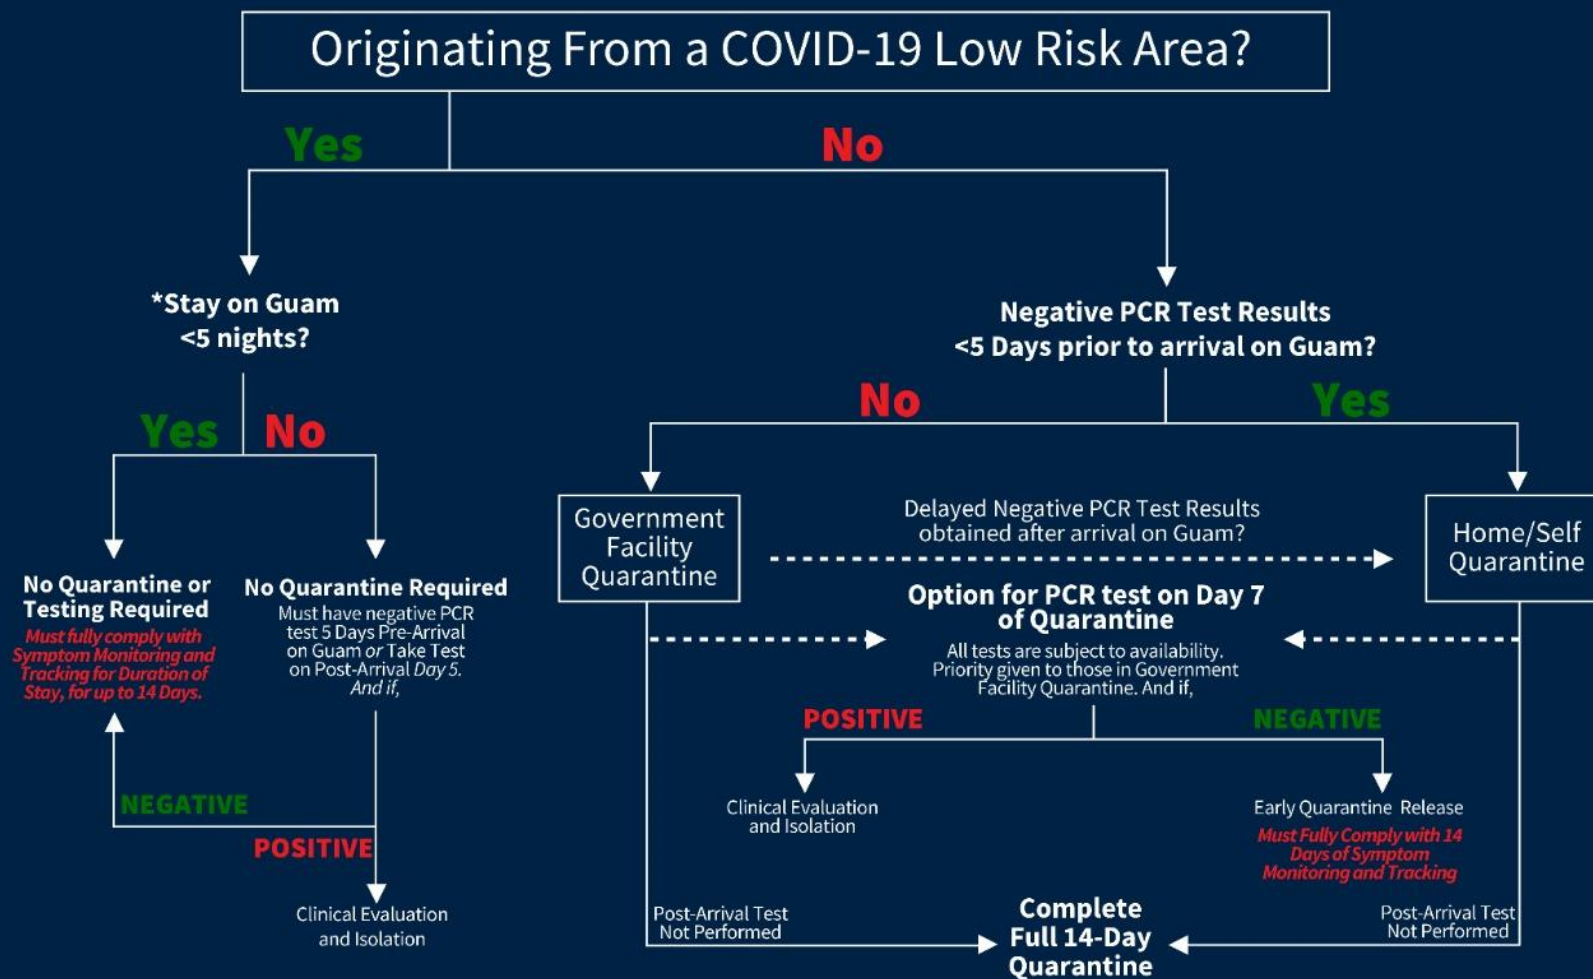 Originating From a COVID-19 Low Risk Area?
Yes
No
*Stay on Guam
<5 nights?
Yes
No
No Quarantine or
Testing Required
Must fully comply with
Symptom Monitoring and
Tracking for Duration of
Stay, for up to 14 Days.
No Quarantine Required
Must have negative PCR
test 5 Days Pre-Arrival
on Guam or Take Test
on Post-Arrival Day 5.
And if,
NEGATIVE
POSITIVE
Clinical Evaluation
and Isolation
Negative PCR Test Results
<5 Days prior to arrival on Guam?
No
Yes
Government
Facility
Quarantine
Delayed Negative PCR Test Results
obtained after arrival on Guam?
Home/Self
Quarantine
Option for PCR test on Day 7
of Quarantine
All tests are subject to availability.
Priority given to those in Government
Facility Quarantine. And if,
POSITIVE
NEGATIVE
Clinical Evaluation
and Isolation
Early Quarantine Release
Must Fully Comply with 14
Days of Symptom
Monitoring and Tracking
Post-Arrival Test
Not Performed
Complete
Full 14-Day
Quarantine
Post-Arrival Test
Not Performed